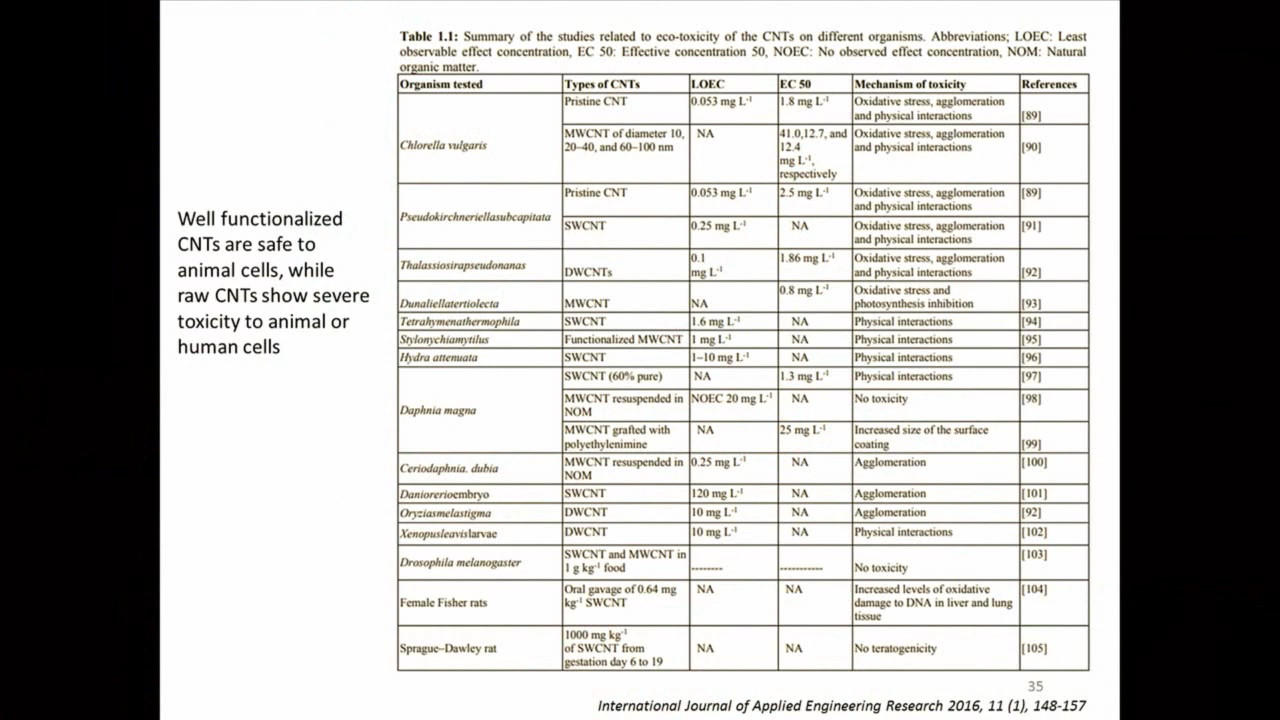 Table 1.1: Summary of the studies related to eco-toxicity of the CNTs on different organisms. Abbreviations; LOEC: Least
observable effect concentration, EC 50: Effective concentration 50, NOEC: No observed effect concentration, NOM: Natural
organic matter.
Organism tested Types of CNTs LOEC EC 50 Mechanism of toxicity References
Chlorella vulgaris
Pristine CNT 0.053 mg L⁻¹ 1.8 mg L⁻¹ Oxidative stress, agglomeration
and physical interactions [89]
MWCNT of diameter 10, NA 41.0,12.7, and Oxidative stress, agglomeration
20–40, and 60–100 nm 12.4 and physical interactions [90]
mg L⁻¹,
respectively
Pseudokirchneriellasubcapitata
Pristine CNT 0.053 mg L⁻¹ 2.5 mg L⁻¹ Oxidative stress, agglomeration [89]
and physical interactions
SWCNT 0.25 mg L⁻¹ NA Oxidative stress, agglomeration [91]
and physical interactions
Thalassiosirapseudonanas DWCNTs 0.1 1.86 mg L⁻¹ Oxidative stress, agglomeration
mg L⁻¹ and physical interactions [92]
Dunaliellatertiolecta MWCNT NA 0.8 mg L⁻¹ Oxidative stress and
photosynthesis inhibition [93]
Tetrahymenathermophila SWCNT 1.6 mg L⁻¹ NA Physical interactions [94]
Stylonychiamytilus Functionalized MWCNT 1 mg L⁻¹ NA Physical interactions [95]
Hydra attenuata SWCNT 1–10 mg L⁻¹ NA Physical interactions [96]
Daphnia magna
SWCNT (60% pure) NA 1.3 mg L⁻¹ Physical interactions [97]
MWCNT resuspended in NOEC 20 mg L⁻¹ NA No toxicity [98]
NOM
MWCNT grafted with NA 25 mg L⁻¹ Increased size of the surface
polyethylenimine coating [99]
Ceriodaphnia. dubia MWCNT resuspended in 0.25 mg L⁻¹ NA Agglomeration [100]
NOM
Daniorerioembryo SWCNT 120 mg L⁻¹ NA Agglomeration [101]
Oryziasmelastigma DWCNT 10 mg L⁻¹ NA Agglomeration [92]
Xenopusleavislarvae DWCNT 10 mg L⁻¹ NA Physical interactions [102]
Drosophila melanogaster SWCNT and MWCNT in [103]
1 g kg⁻¹ food -------- ----------- No toxicity
Female Fisher rats Oral gavage of 0.64 mg NA NA Increased levels of oxidative [104]
kg⁻¹ SWCNT damage to DNA in liver and lung
tissue
Sprague–Dawley rat 1000 mg kg⁻¹
of SWCNT from NA NA No teratogenicity [105]
gestation day 6 to 19
Well functionalized
CNTs are safe to
animal cells, while
raw CNTs show severe
toxicity to animal or
human cells
35
International Journal of Applied Engineering Research 2016, 11 (1), 148-157